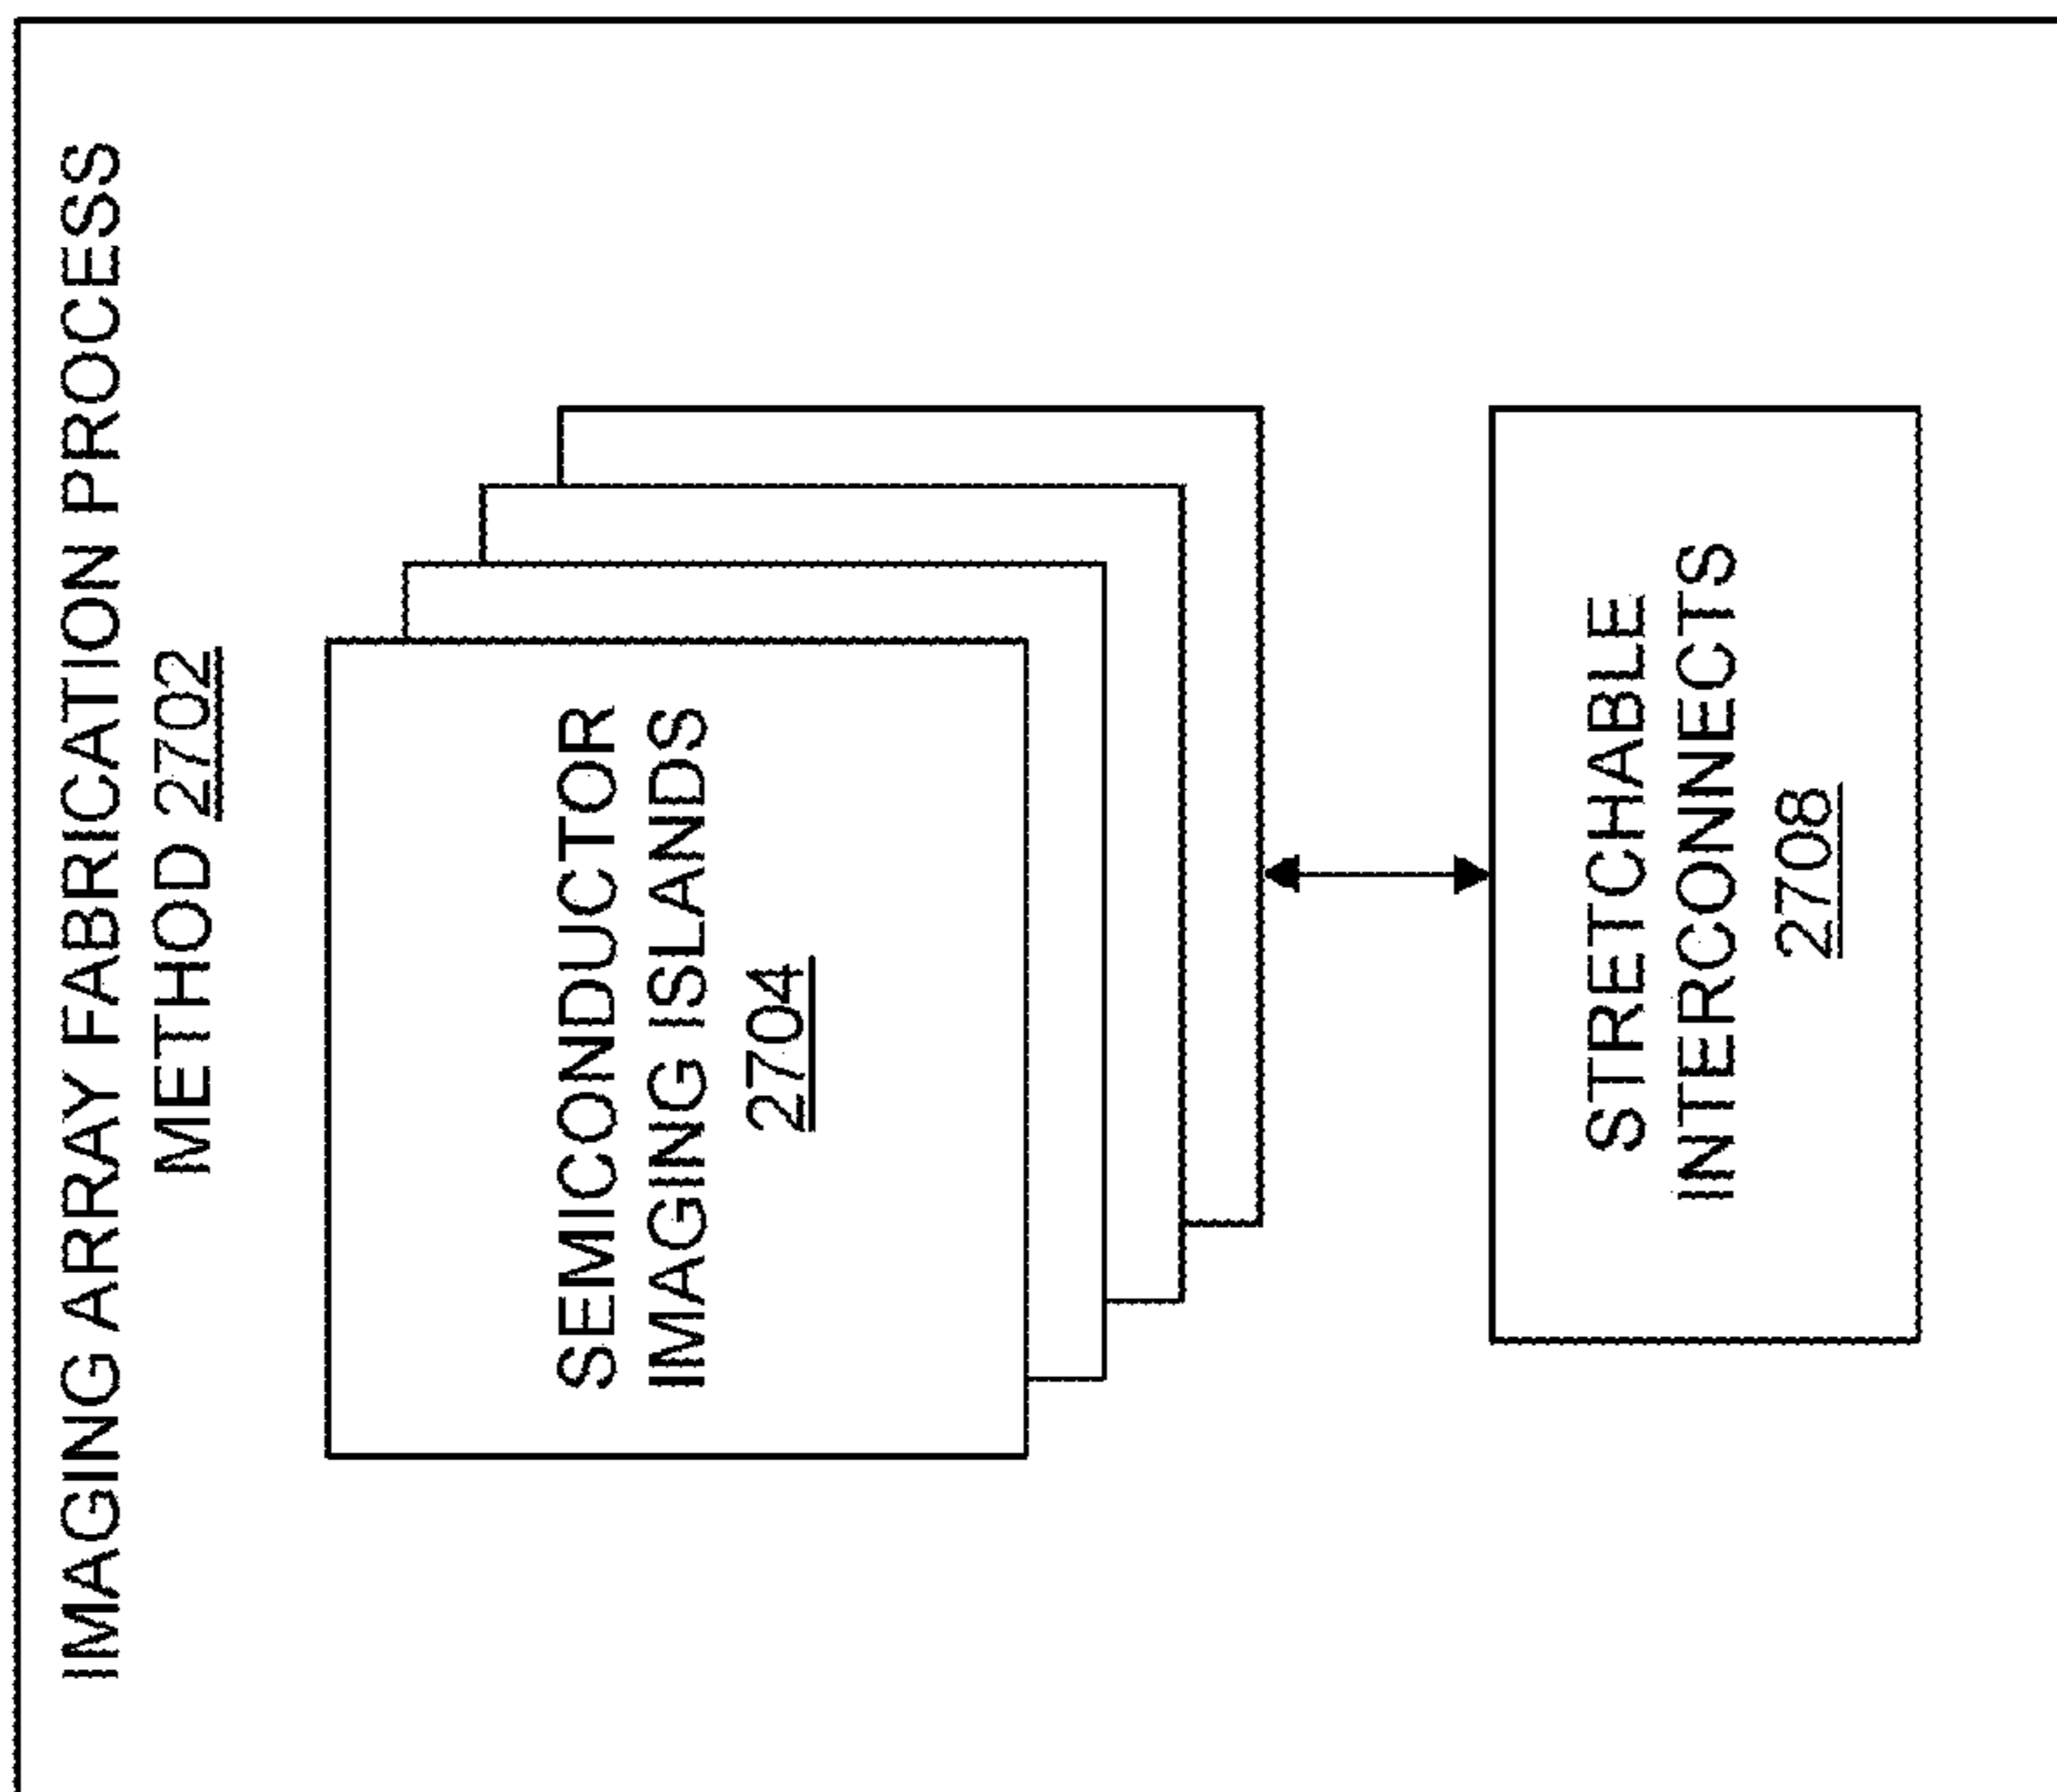 IMAGING ARRAY FABRICATION PROCESS
METHOD 2702
SEMICONDUCTOR
IMAGING ISLANDS
2704
STRETCHABLE
INTERCONNECTS
2708